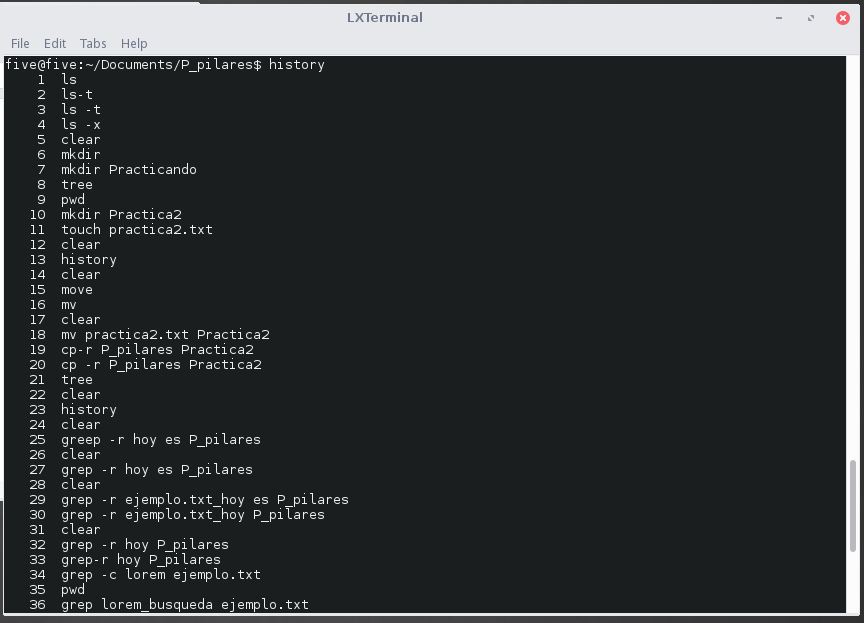 LXTerminal
File Edit Tabs Help
five@five:~/Documents/P_pilares$ history
1 ls
2 ls-t
3 ls -t
4 ls -x
5 clear
6 mkdir
7 mkdir Practicando
8 tree
9 pwd
10 mkdir Practica2
11 touch practica2.txt
12 clear
13 history
14 clear
15 move
16 mv
17 clear
18 mv practica2.txt Practica2
19 cp-r P_pilares Practica2
20 cp -r P_pilares Practica2
21 tree
22 clear
23 history
24 clear
25 greep -r hoy es P_pilares
26 clear
27 grep -r hoy es P_pilares
28 clear
29 grep -r ejemplo.txt_hoy es P_pilares
30 grep -r ejemplo.txt_hoy P_pilares
31 clear
32 grep -r hoy P_pilares
33 grep-r hoy P_pilares
34 grep -c lorem ejemplo.txt
35 pwd
36 grep lorem_busqueda ejemplo.txt